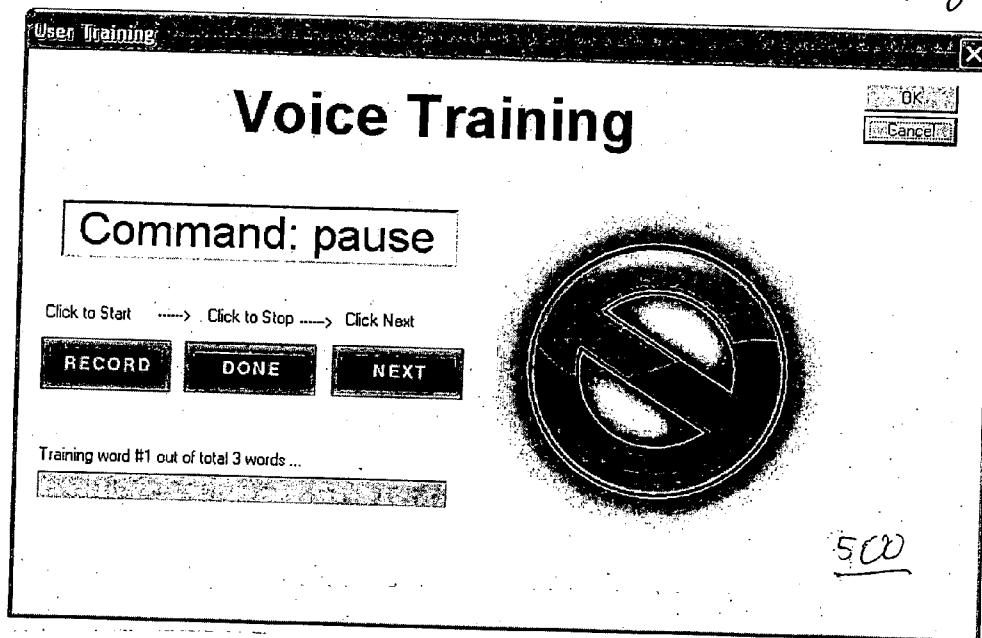 User Training
OK
Cancel
Voice Training
Command: pause
Click to Start -----> Click to Stop -----> Click Next
RECORD DONE NEXT
Training word #1 out of total 3 words ...
500